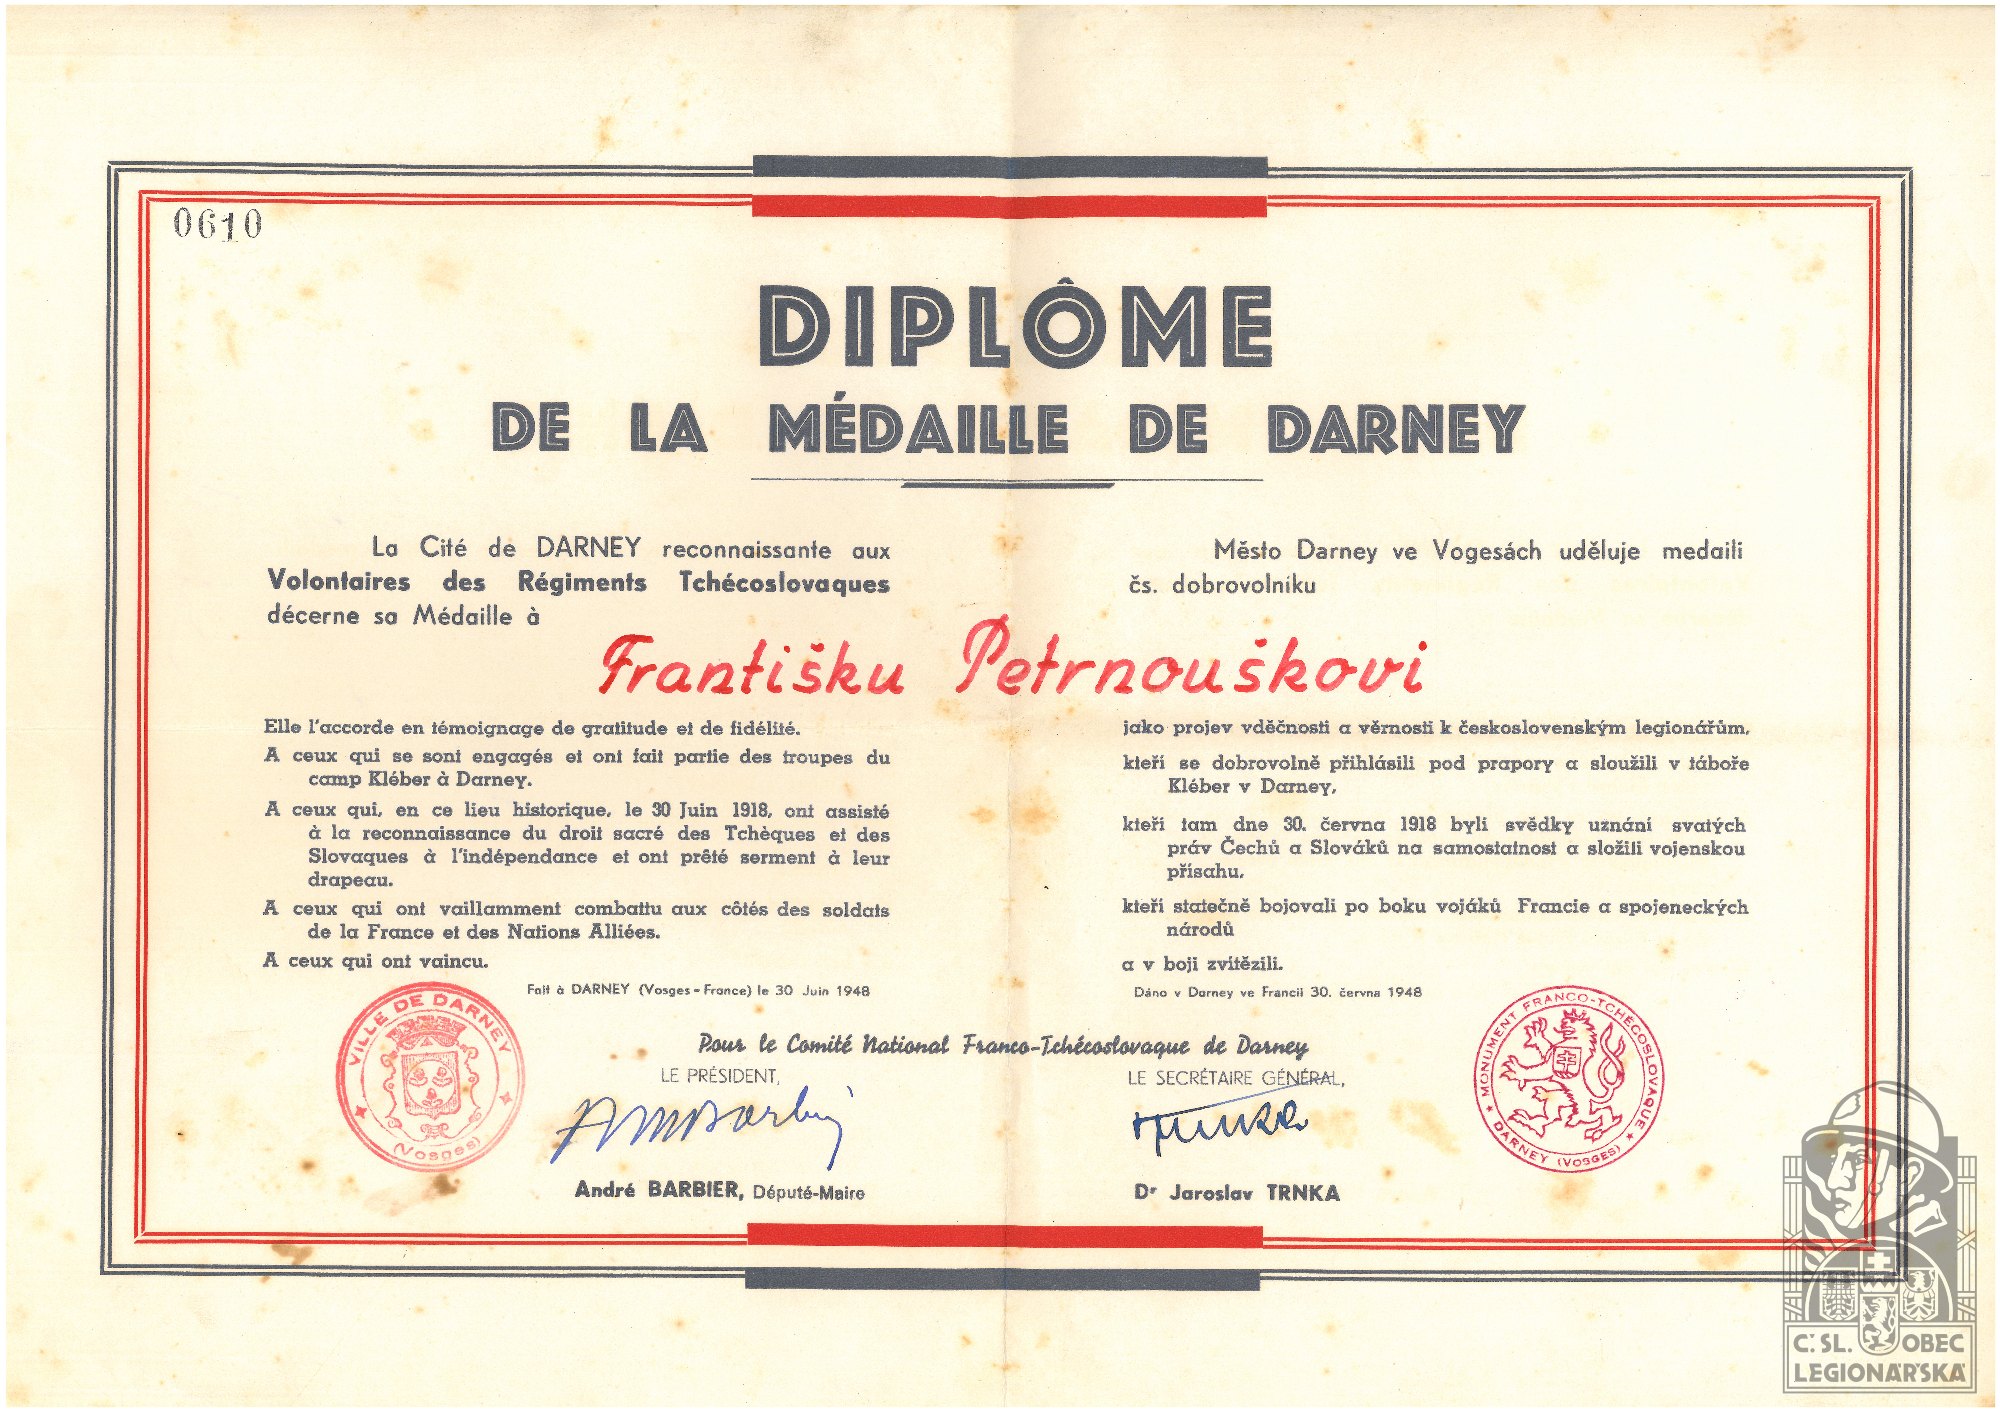 0610
DIPLÔME
DE LA MÉDAILLE DE DARNEY
La Cité de DARNEY reconnaissante aux
Volontaires des Régiments Tchécoslovaques
décerne sa Médaille à
Město Darney ve Vogesách uděluje medaili
čs. dobrovolníku
Františku Petrnouškovi
Elle l'accorde en témoignage de gratitude et de fidélité.
A ceux qui se sont engagés et ont fait partie des troupes du
camp Kléber à Darney.
A ceux qui, en ce lieu historique, le 30 Juin 1918, ont assisté
à la reconnaissance du droit sacré des Tchèques et des
Slovaques à l'indépendance et ont prêté serment à leur
drapeau.
A ceux qui ont vaillamment combattu aux côtés des soldats
de la France et des Nations Alliées.
A ceux qui ont vaincu.
Fait à DARNEY (Vosges - France) le 30 Juin 1948
jako projev vděčnosti a věrnosti k československým legionářům,
kteří se dobrovolně přihlásili pod prapory a sloužili v táboře
Kléber v Darney,
kteří tam dne 30. června 1918 byli svědky uznání svatých
práv Čechů a Slováků na samostatnost a složili vojenskou
přísahu,
kteří statečně bojovali po boku vojáků Francie a spojeneckých
národů
a v boji zvítězili.
Dáno v Darney ve Francii 30. června 1948
VILLE DE DARNEY
(Vosges)
MONUMENT FRANCO-TCHÉCOSLOVAQUE
DARNEY (VOSGES)
Pour le Comité National Franco-Tchécoslovaque de Darney
LE PRÉSIDENT,
LE SECRÉTAIRE GÉNÉRAL,
André BARBIER, Député-Maire
Dr Jaroslav TRNKA
Č.SL. OBEC
LEGIONÁŘSKÁ